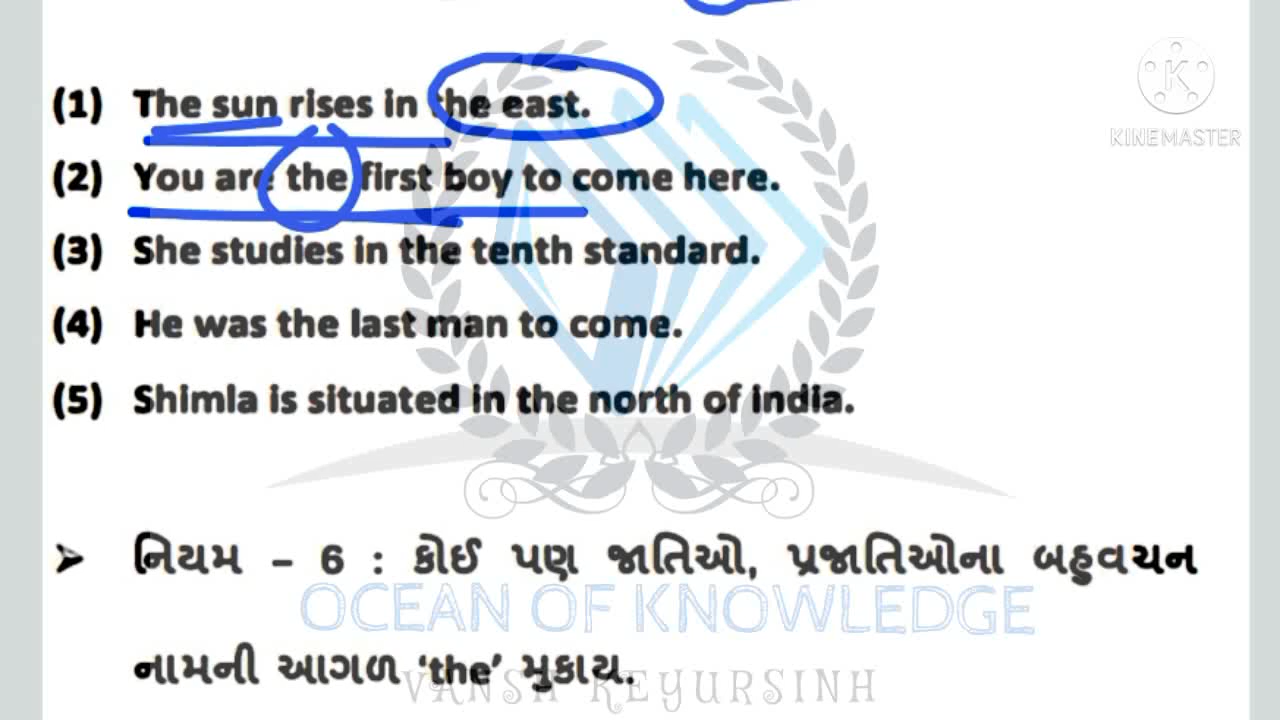 KINEMASTER
(1) The sun rises in the east.
(2) You are the first boy to come here.
(3) She studies in the tenth standard.
(4) He was the last man to come.
(5) Shimla is situated in the north of india.
➢ નિયમ – 6 : કોઈ પણ જાતિઓ, પ્રજાતિઓના બહુવચન
OCEAN OF KNOWLEDGE
નામની આગળ ‘the’ મુકાય.
VANSH KEYURSINH